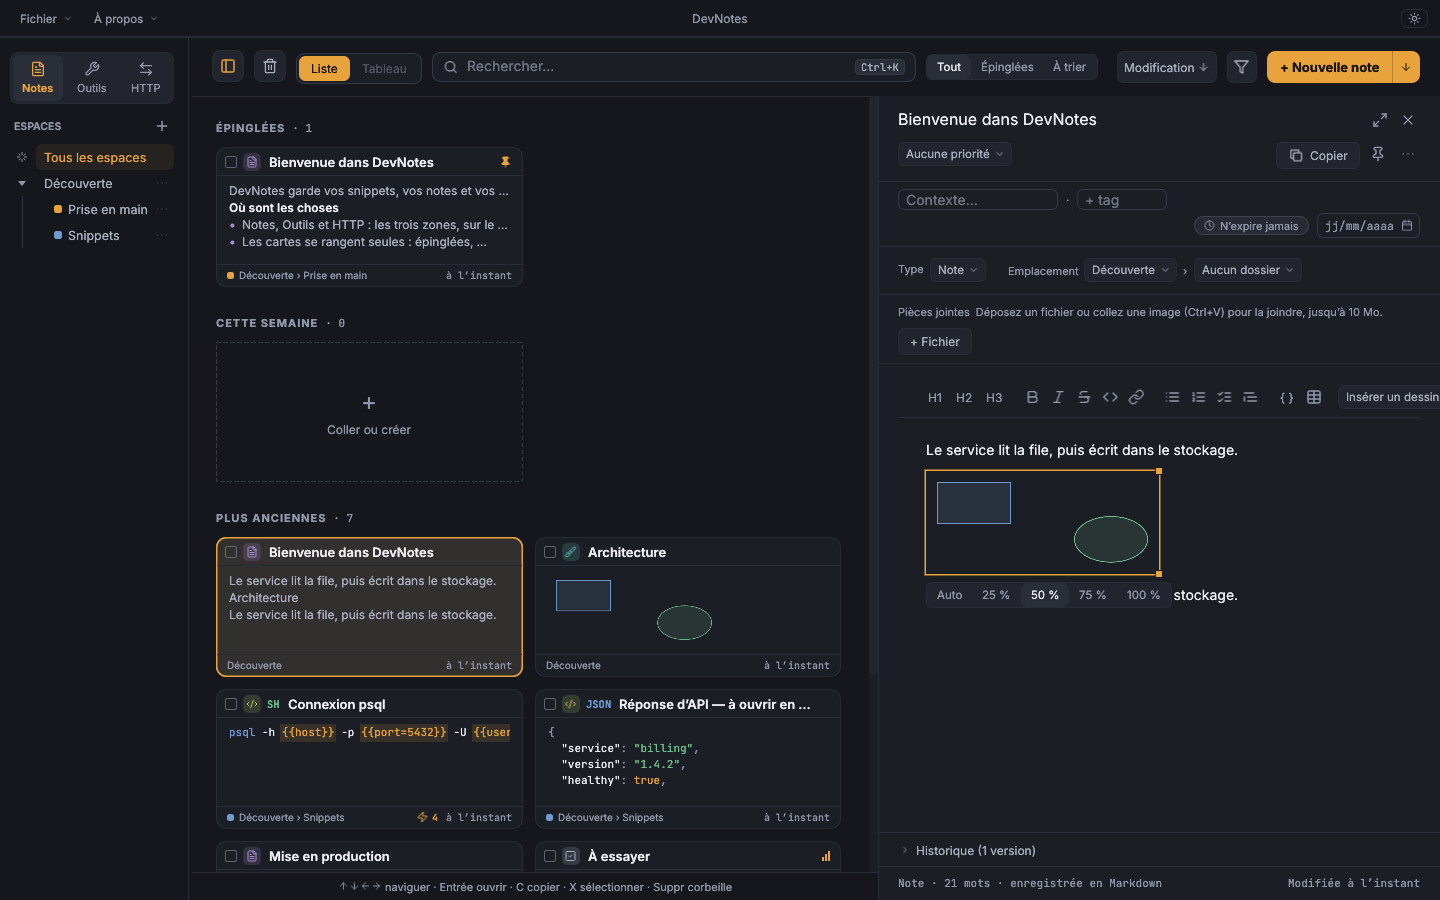 Fichier
À propos
DevNotes
Notes
Outils
HTTP
ESPACES
Tous les espaces
Découverte
Prise en main
Snippets
Liste
Tableau
Rechercher...
Ctrl+K
Tout
Épinglées
À trier
Modification
+ Nouvelle note
ÉPINGLÉES · 1
Bienvenue dans DevNotes
DevNotes garde vos snippets, vos notes et vos ...
Où sont les choses
• Notes, Outils et HTTP : les trois zones, sur le ...
• Les cartes se rangent seules : épinglées, ...
Découverte › Prise en main
à l’instant
CETTE SEMAINE · 0
+
Coller ou créer
PLUS ANCIENNES · 7
Bienvenue dans DevNotes
Le service lit la file, puis écrit dans le stockage.
Architecture
Le service lit la file, puis écrit dans le stockage.
Découverte
à l’instant
Architecture
Découverte
à l’instant
SH Connexion psql
psql -h {{host}} -p {{port=5432}} -U {{user
Découverte › Snippets
4 à l’instant
JSON Réponse d’API — à ouvrir en ...
{
"service": "billing",
"version": "1.4.2",
"healthy": true,
Découverte › Snippets
à l’instant
Mise en production
À essayer
↑↓←→ naviguer · Entrée ouvrir · C copier · X sélectionner · Suppr corbeille
Bienvenue dans DevNotes
Aucune priorité
Copier
Contexte...
· + tag
N’expire jamais
jj/mm/aaaa
Type Note
Emplacement Découverte › Aucun dossier
Pièces jointes Déposez un fichier ou collez une image (Ctrl+V) pour la joindre, jusqu’à 10 Mo.
+ Fichier
H1 H2 H3 B I S <> { } Insérer un dessin
Le service lit la file, puis écrit dans le stockage.
Auto 25 % 50 % 75 % 100 % stockage.
Historique (1 version)
Note · 21 mots · enregistrée en Markdown
Modifiée à l’instant